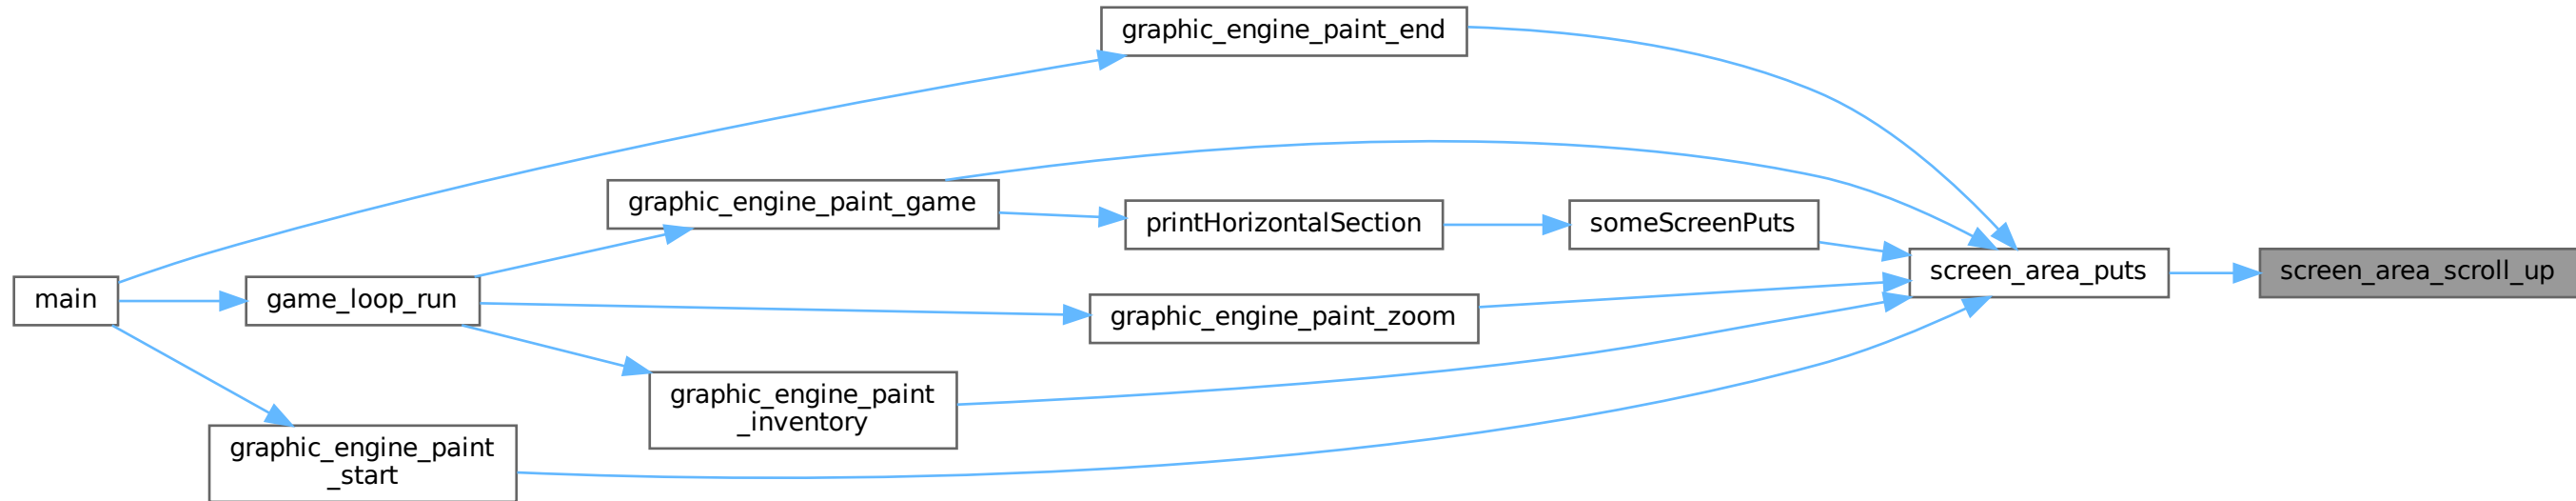 graphic_engine_paint_end
graphic_engine_paint_game
printHorizontalSection
someScreenPuts
main
game_loop_run
screen_area_puts
screen_area_scroll_up
graphic_engine_paint_zoom
graphic_engine_paint
_inventory
graphic_engine_paint
_start